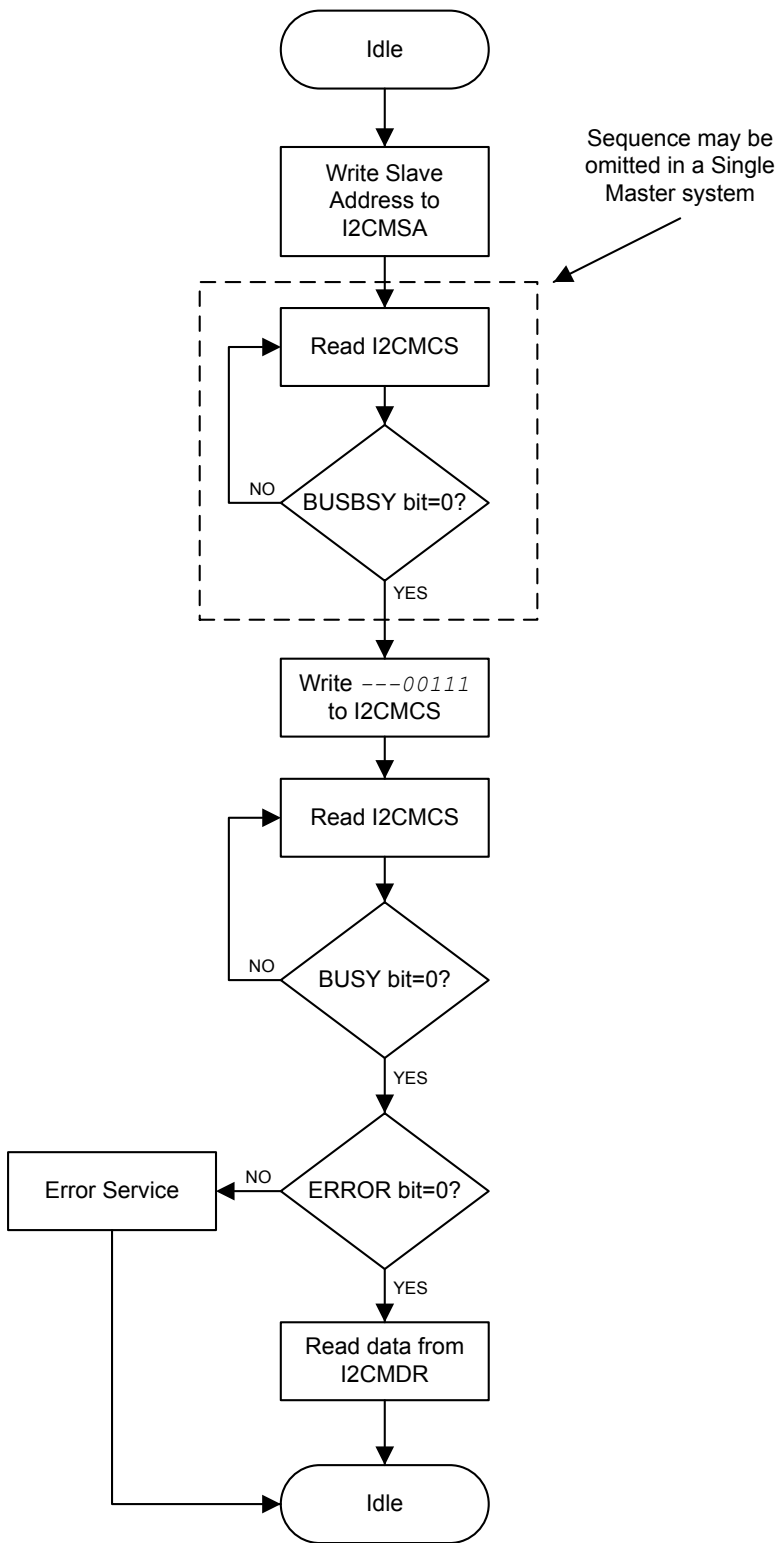 Idle
Sequence may be
omitted in a Single
Master system
Write Slave
Address to
I2CMSA
Read I2CMCS
NO
BUSBSY bit=0?
YES
Write ---00111
to I2CMCS
Read I2CMCS
NO
BUSY bit=0?
YES
Error Service
NO
ERROR bit=0?
YES
Read data from
I2CMDR
Idle